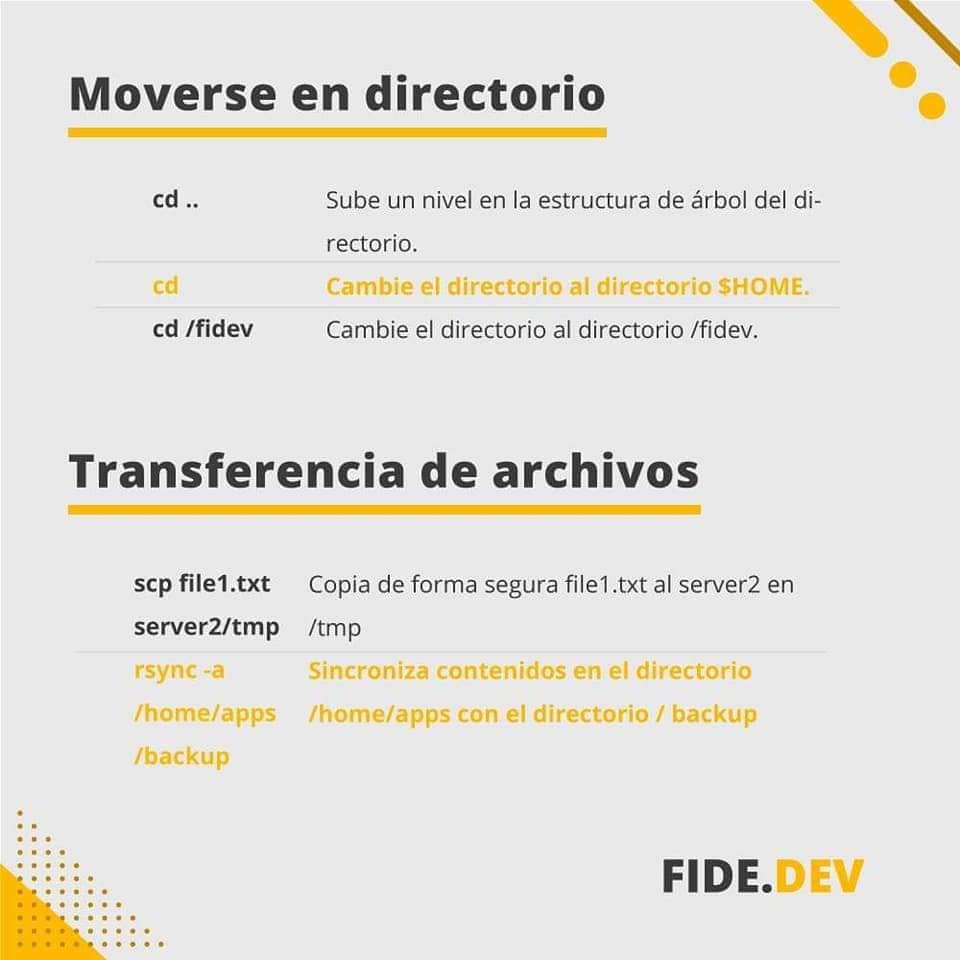 Moverse en directorio
cd .. Sube un nivel en la estructura de árbol del di-
rectorio.
cd Cambie el directorio al directorio $HOME.
cd /fidev Cambie el directorio al directorio /fidev.
Transferencia de archivos
scp file1.txt Copia de forma segura file1.txt al server2 en
server2/tmp /tmp
rsync -a Sincroniza contenidos en el directorio
/home/apps /home/apps con el directorio / backup
/backup
FIDE.DEV